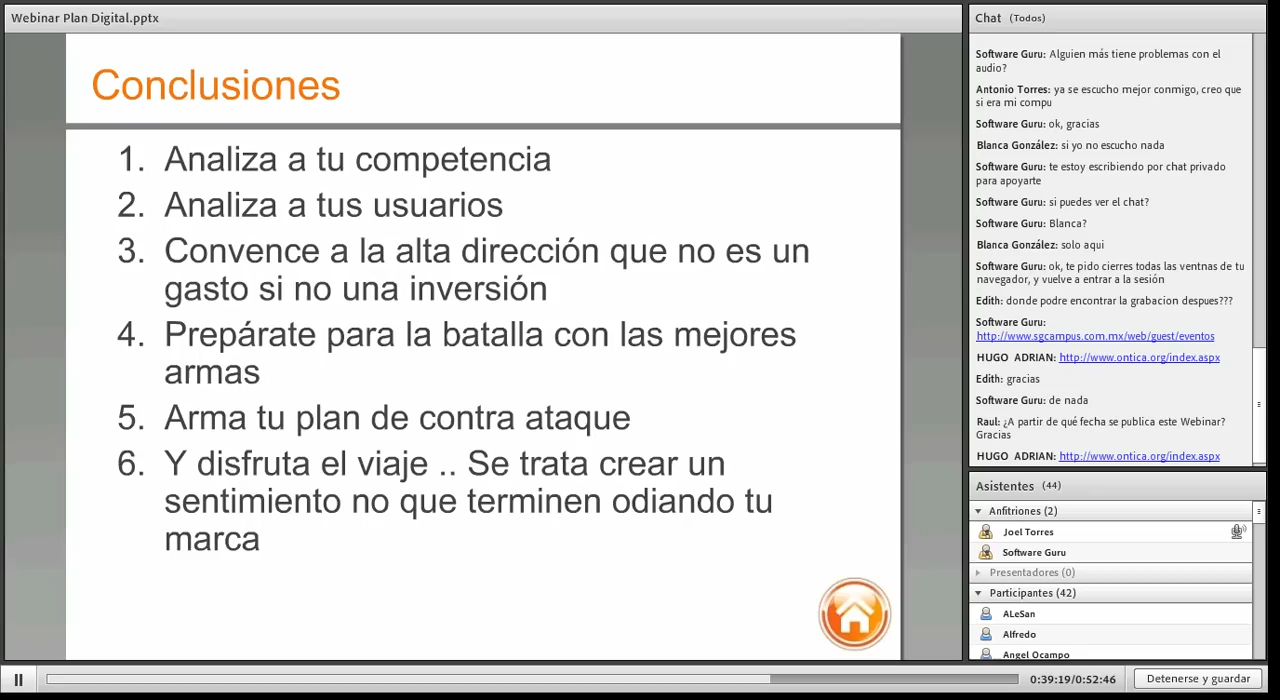 Webinar Plan Digital.pptx
Conclusiones
1. Analiza a tu competencia
2. Analiza a tus usuarios
3. Convence a la alta dirección que no es un
gasto si no una inversión
4. Prepárate para la batalla con las mejores
armas
5. Arma tu plan de contra ataque
6. Y disfruta el viaje .. Se trata crear un
sentimiento no que terminen odiando tu
marca
Chat (Todos)
Software Guru: Alguien más tiene problemas con el
audio?
Antonio Torres: ya se escucho mejor conmigo, creo que
si era mi compu
Software Guru: ok, gracias
Blanca González: si yo no escucho nada
Software Guru: te estoy escribiendo por chat privado
para apoyarte
Software Guru: si puedes ver el chat?
Software Guru: Blanca?
Blanca González: solo aqui
Software Guru: ok, te pido cierres todas las ventnas de tu
navegador, y vuelve a entrar a la sesión
Edith: donde podre encontrar la grabacion despues???
Software Guru:
http://www.sgcampus.com.mx/web/guest/eventos
HUGO ADRIAN: http://www.ontica.org/index.aspx
Edith: gracias
Software Guru: de nada
Raul: ¿A partir de qué fecha se publica este Webinar?
Gracias
HUGO ADRIAN: http://www.ontica.org/index.aspx
Asistentes (44)
Anfitriones (2)
Joel Torres
Software Guru
Presentadores (0)
Participantes (42)
ALeSan
Alfredo
Angel Ocampo
0:39:19/0:52:46
Detenerse y guardar